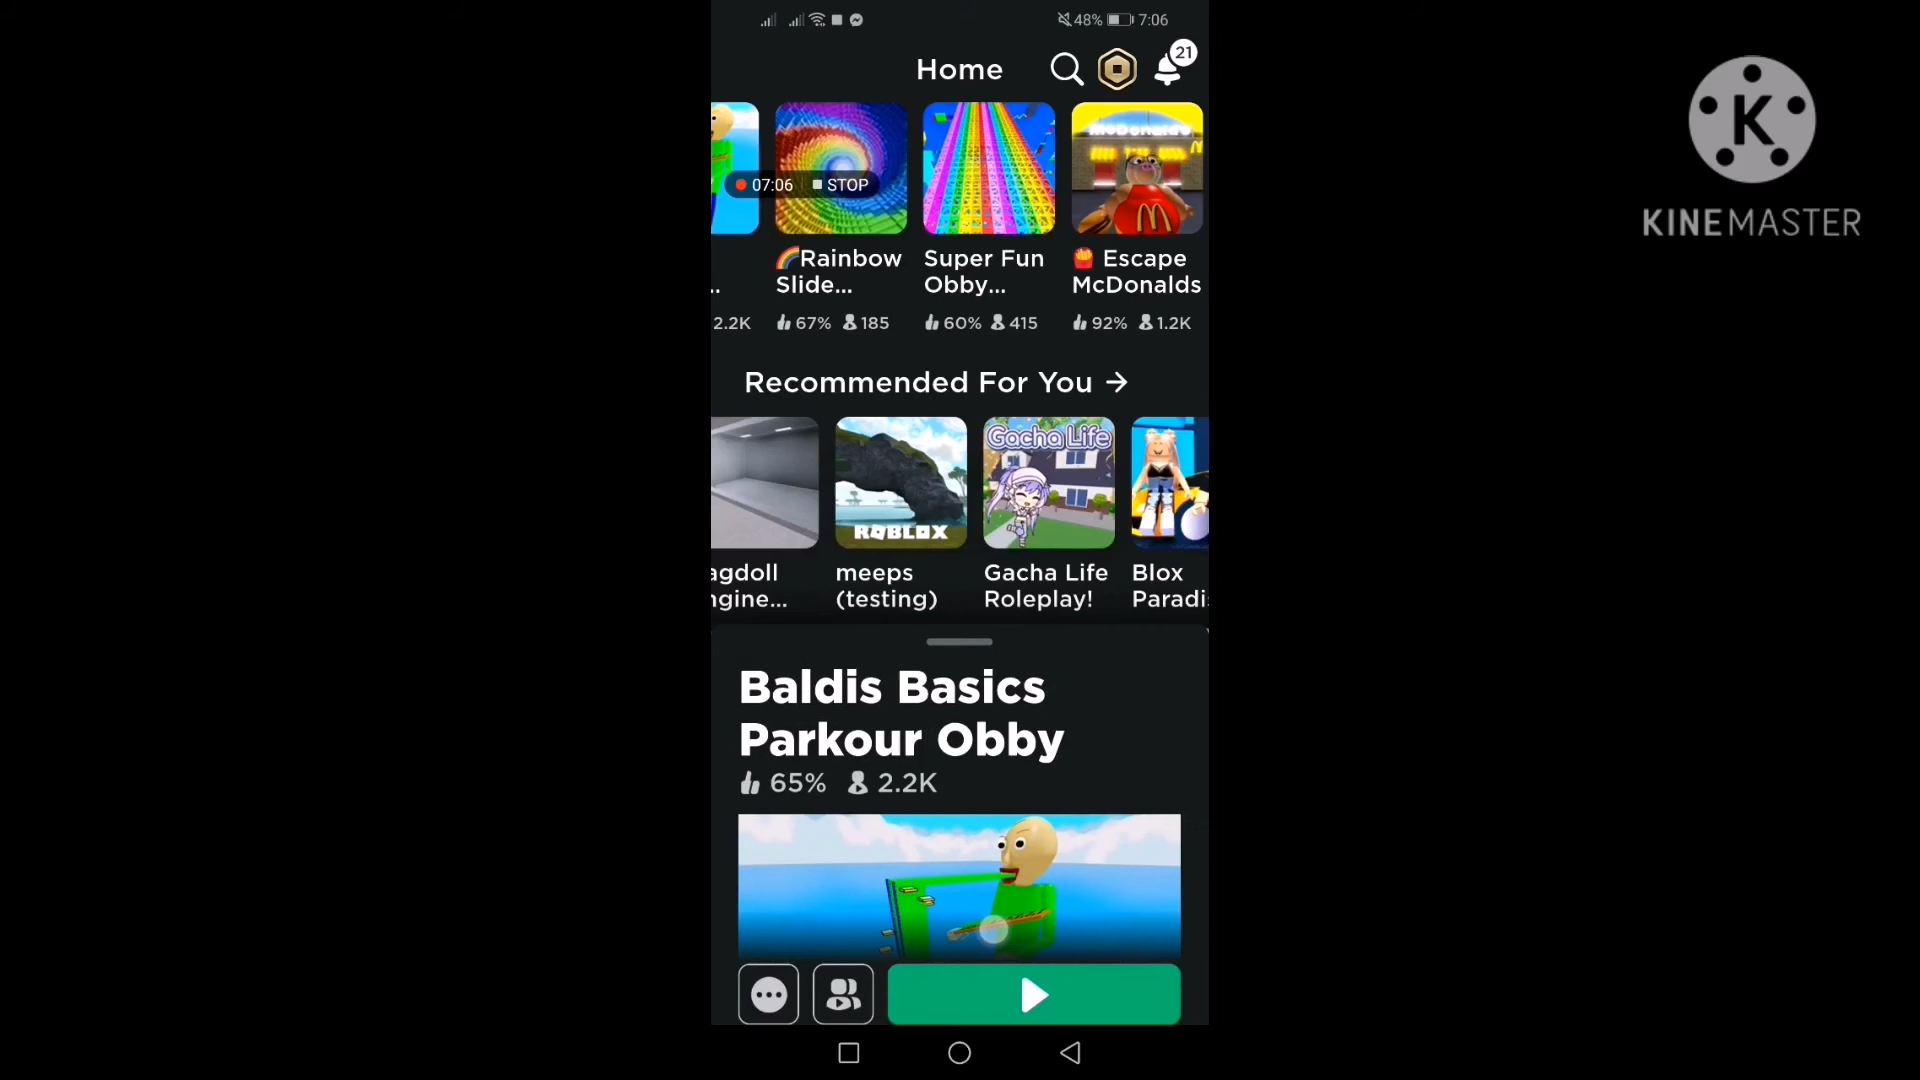 48% 7:06
Home
21
07:06 STOP
McDonald's
🌈Rainbow
Slide...
Super Fun
Obby...
🍟 Escape
McDonalds
..
2.2K
67% 185
60% 415
92% 1.2K
Recommended For You →
Gacha Life
ROBLOX
agdoll
ngine...
meeps
(testing)
Gacha Life
Roleplay!
Blox
Paradi
Baldis Basics
Parkour Obby
65% 2.2K
K
KINEMASTER